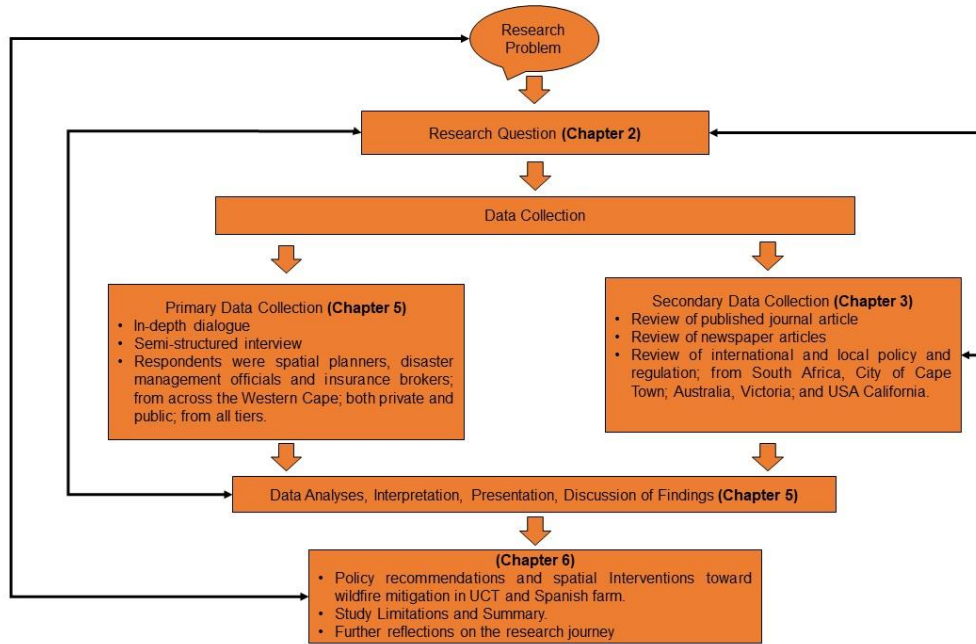 Research
Problem
Research Question (Chapter 2)
Data Collection
Primary Data Collection (Chapter 5)
• In-depth dialogue
• Semi-structured interview
• Respondents were spatial planners, disaster
management officials and insurance brokers;
from across the Western Cape; both private and
public; from all tiers.
Secondary Data Collection (Chapter 3)
• Review of published journal article
• Review of newspaper articles
• Review of international and local policy and
regulation; from South Africa, City of Cape
Town; Australia, Victoria; and USA California.
Data Analyses, Interpretation, Presentation, Discussion of Findings (Chapter 5)
(Chapter 6)
• Policy recommendations and spatial Interventions toward
wildfire mitigation in UCT and Spanish farm.
• Study Limitations and Summary.
• Further reflections on the research journey